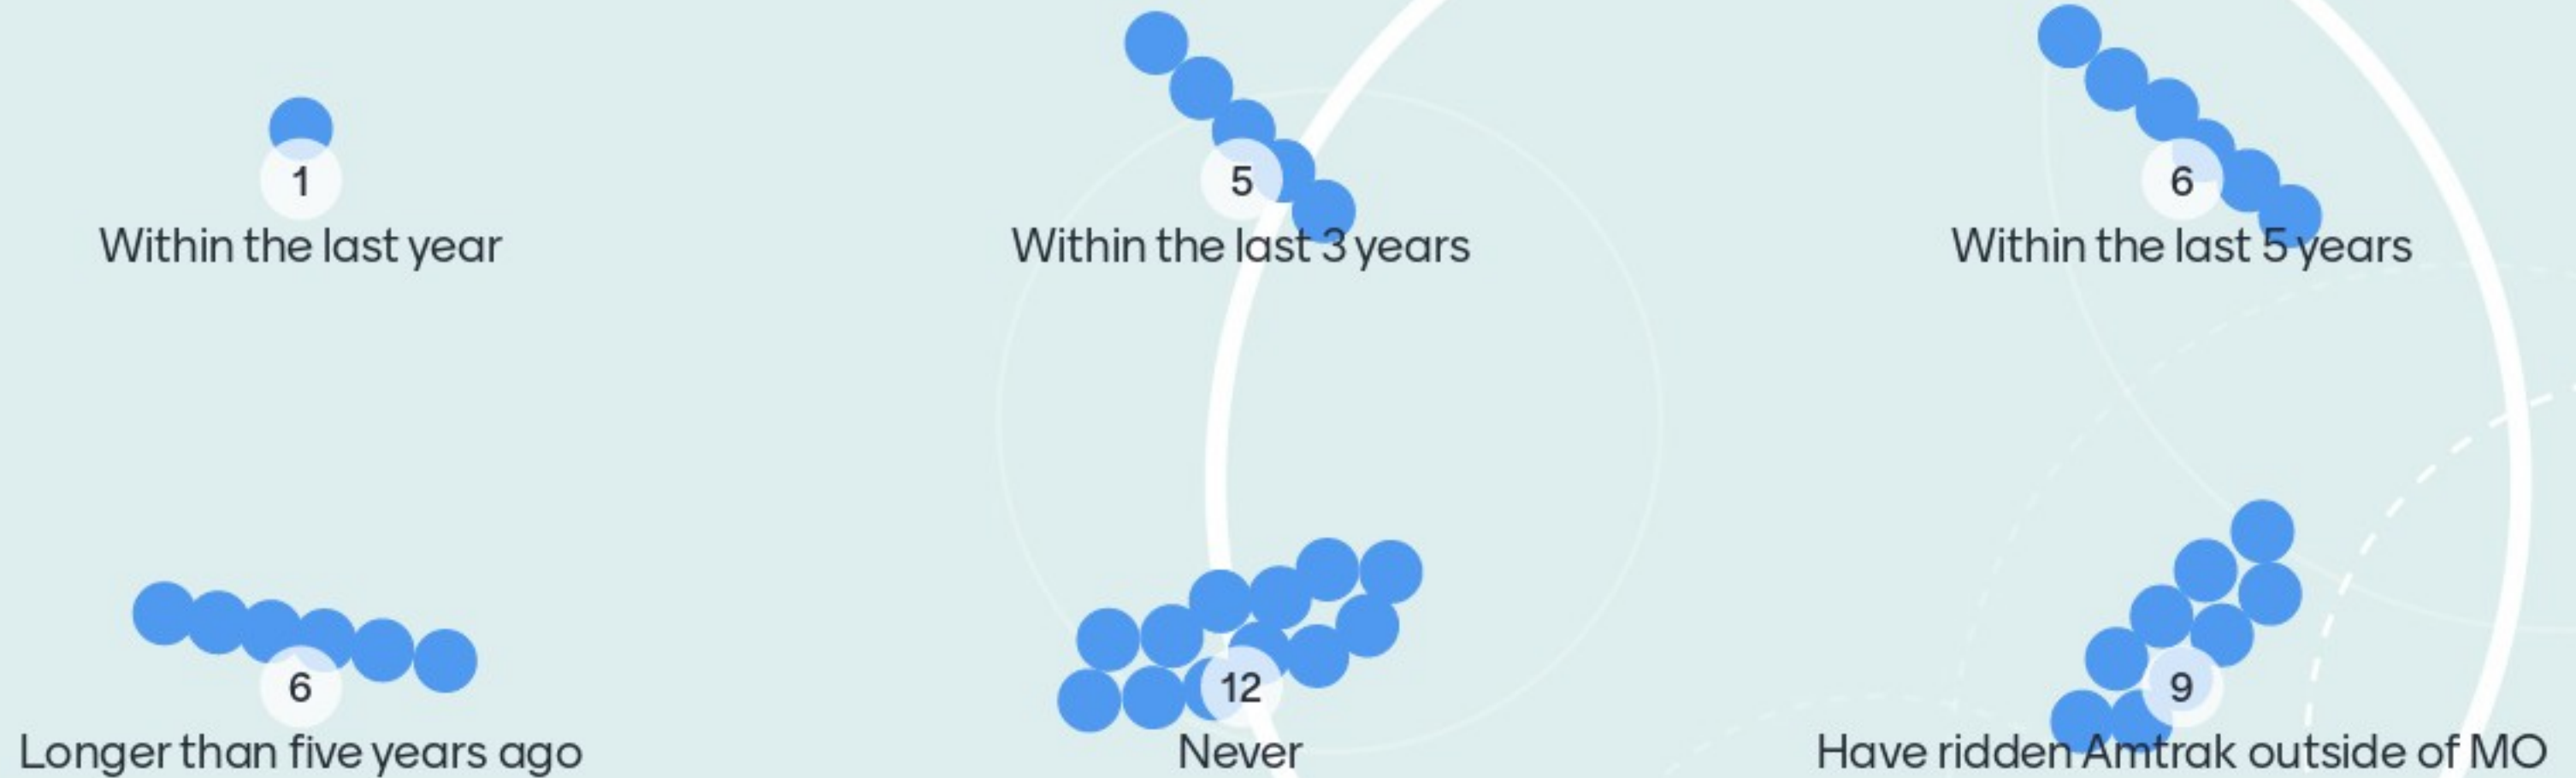 1
5
6
Within the last year
Within the last 3 years
Within the last 5 years
6
12
9
Longer than five years ago
Never
Have ridden Amtrak outside of MO